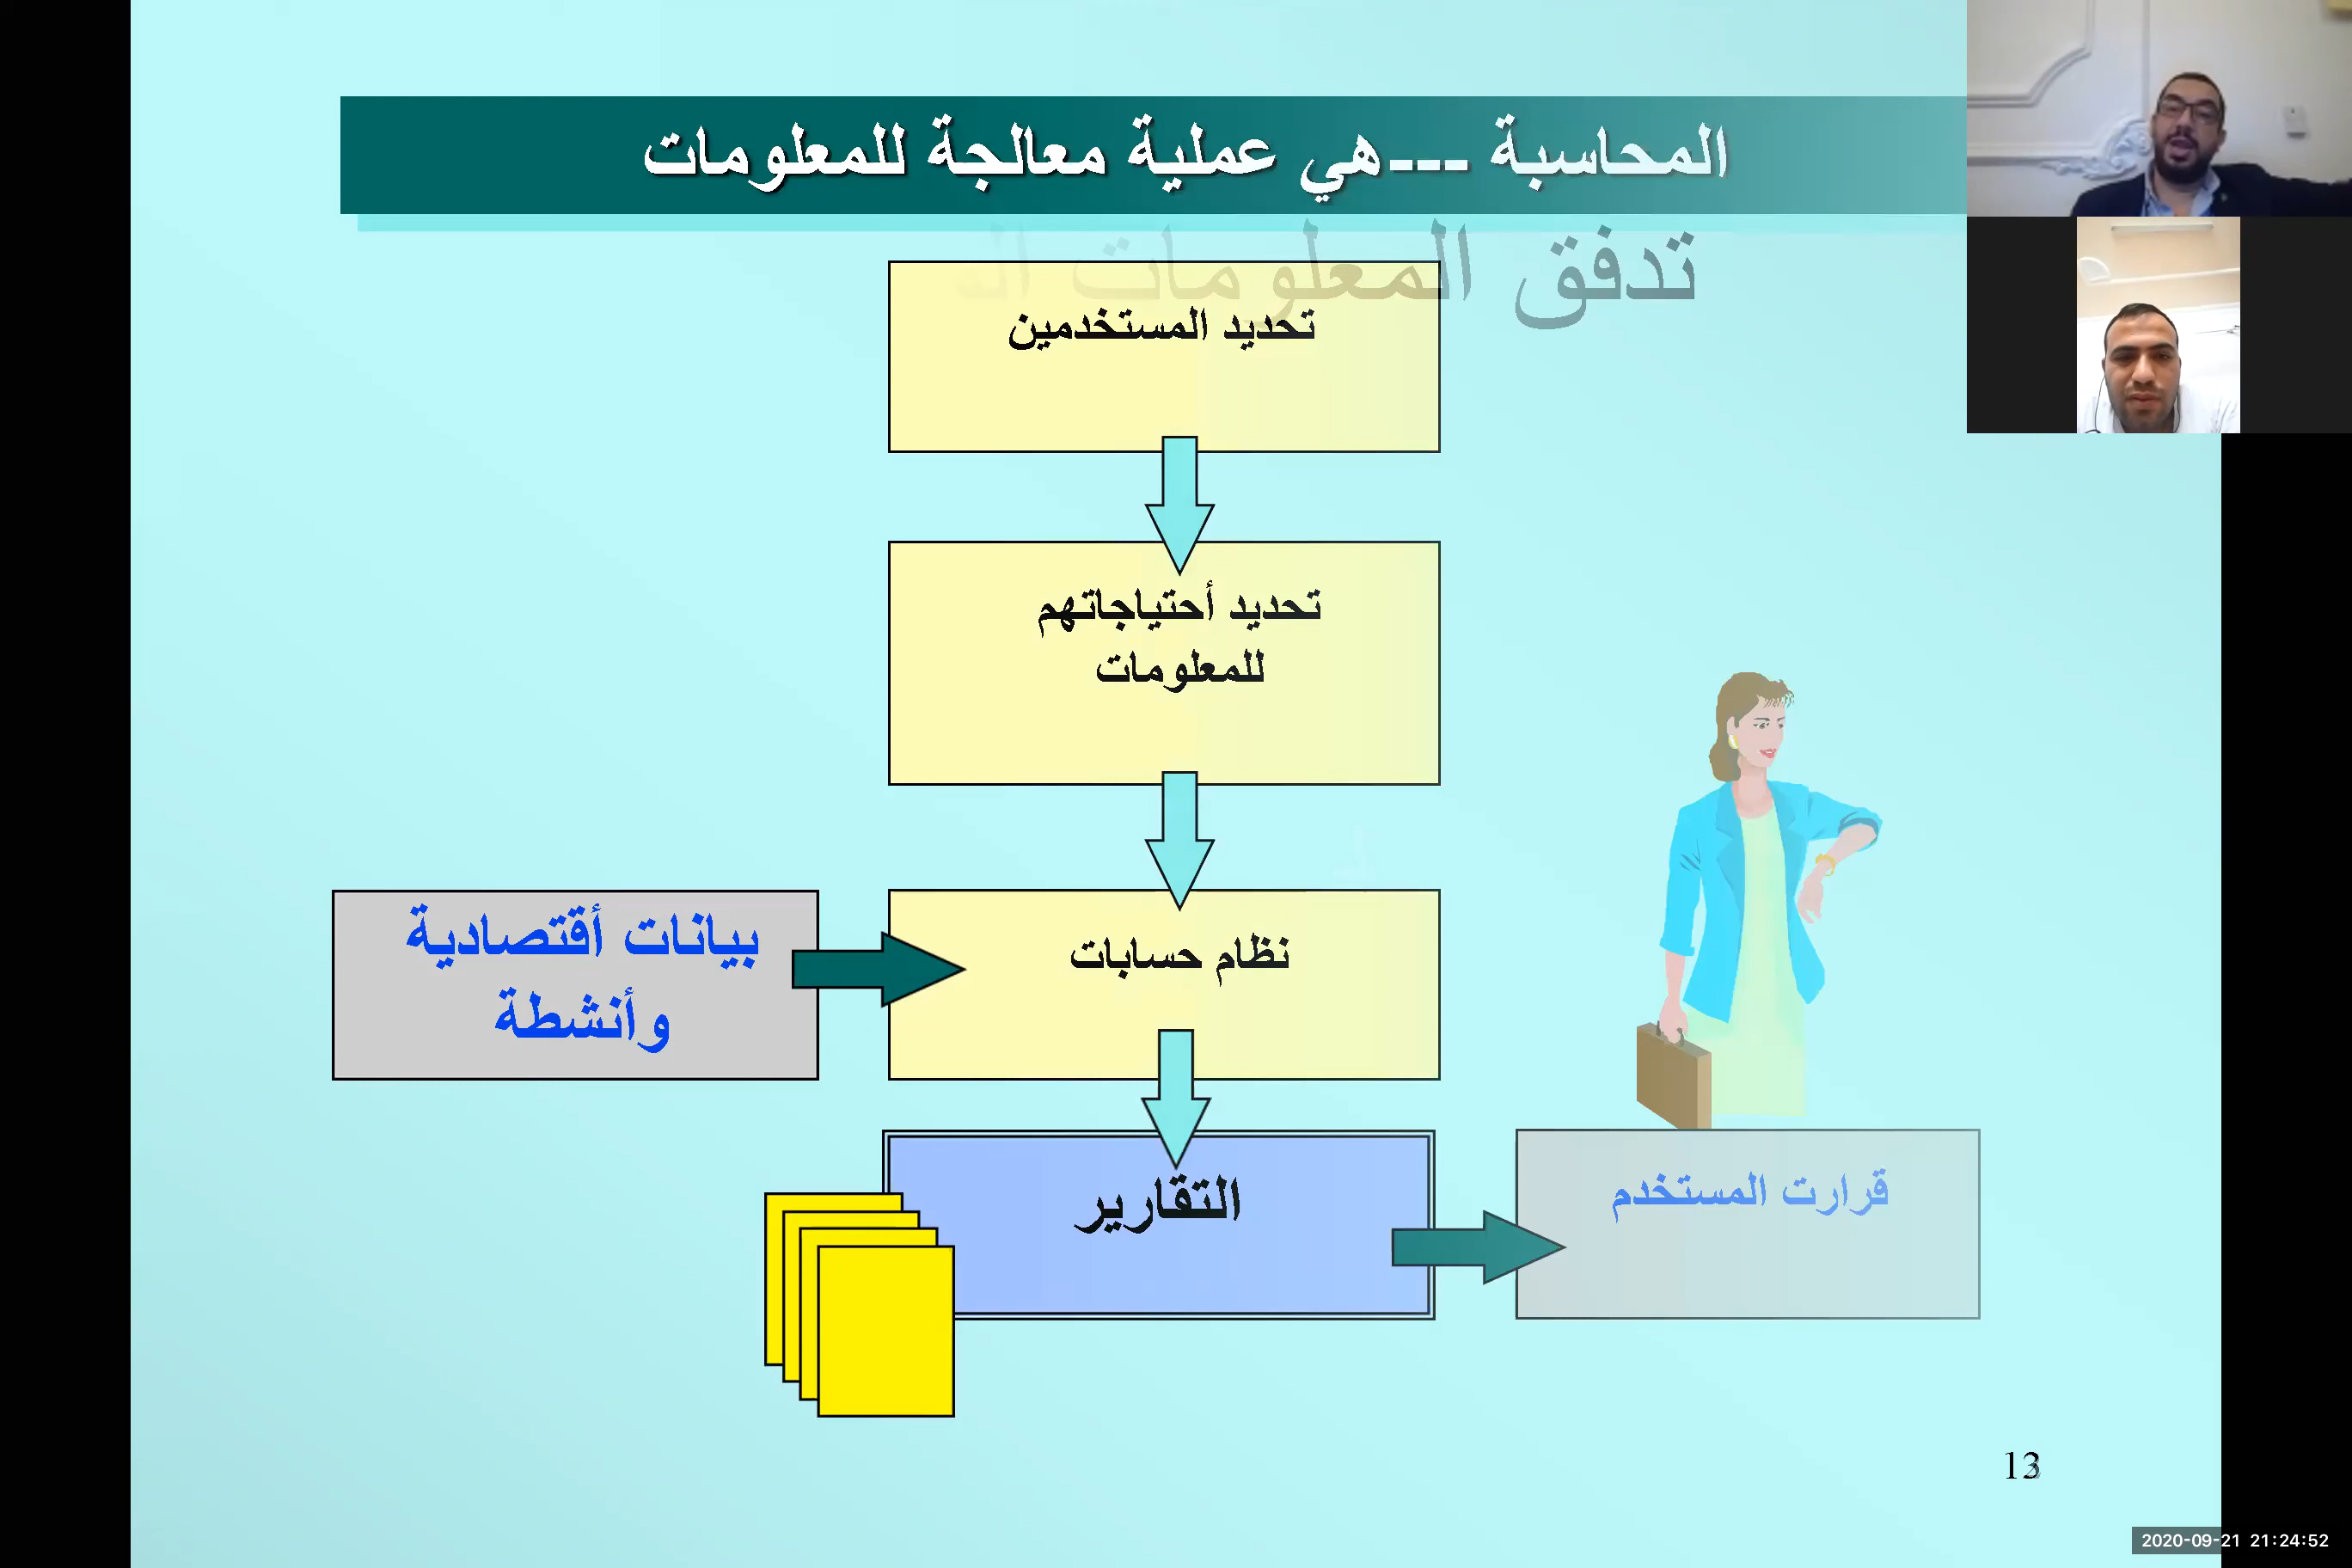 المحاسبة ---هي عملية معالجة للمعلومات
تدفق المعلومات
تحديد المستخدمين
تحديد أحتياجاتهم
للمعلومات
بيانات أقتصادية
وأنشطة
نظام حسابات
التقارير
قرارت المستخدم
2020-09-21 21:24:52